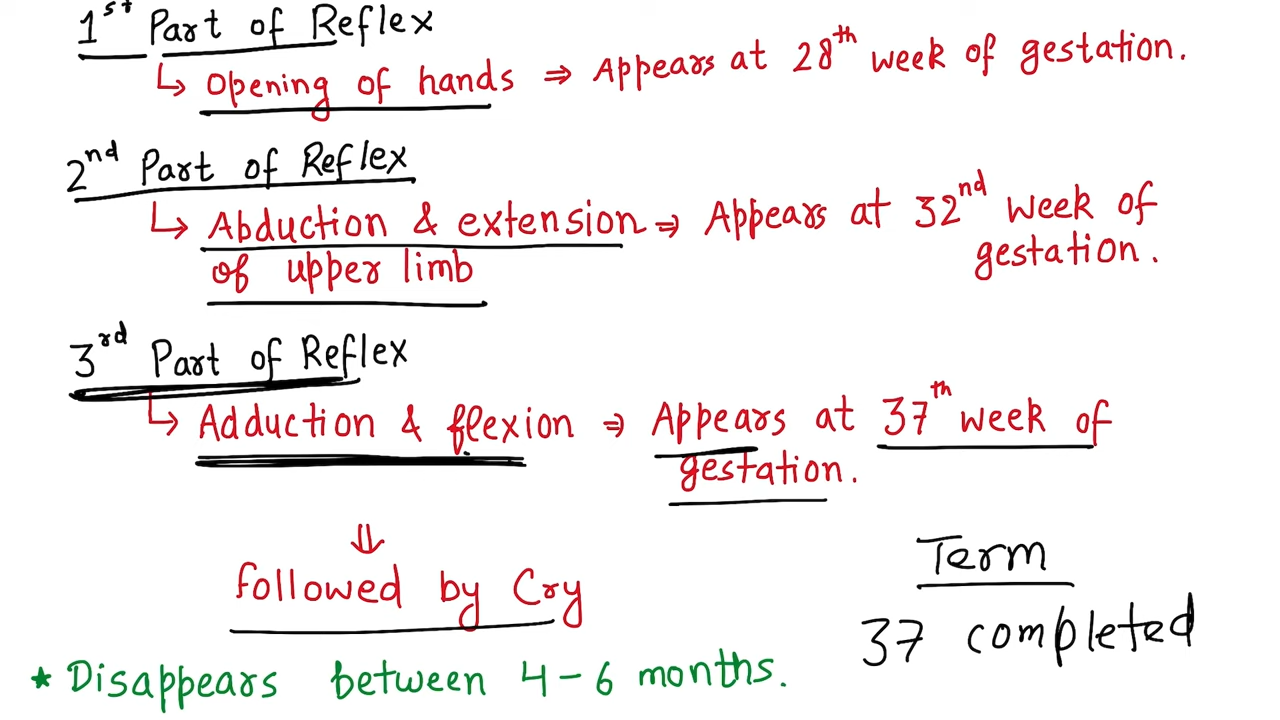 1st Part of Reflex
↳ Opening of hands ⇒ Appears at 28th week of gestation.
2nd Part of Reflex
↳ Abduction & extension ⇒ Appears at 32nd week of
of upper limb
gestation.
3rd Part of Reflex
↳ Adduction & flexion ⇒ Appears at 37th week of
gestation.
⇓
followed by Cry
Term
37 completed
* Disappears between 4-6 months.